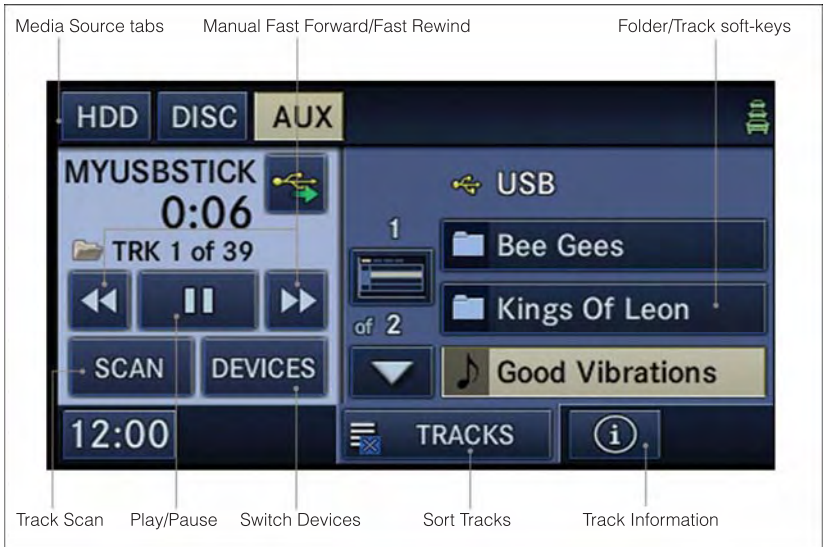 Media Source tabs
Manual Fast Forward/Fast Rewind
Folder/Track soft-keys
HDD
DISC
AUX
MYUSBSTICK
0:06
TRK 1 of 39
SCAN
DEVICES
12:00
USB
1
of 2
Bee Gees
Kings Of Leon
Good Vibrations
TRACKS
i
Track Scan
Play/Pause
Switch Devices
Sort Tracks
Track Information